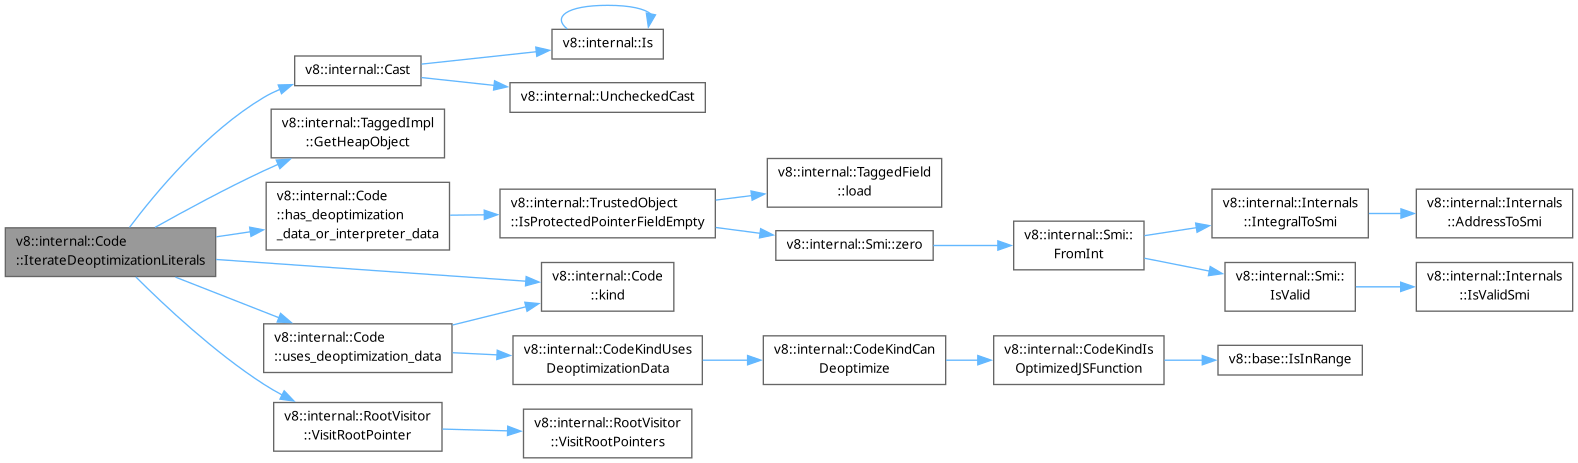 v8::internal::Code
::IterateDeoptimizationLiterals
v8::internal::Cast
v8::internal::Is
v8::internal::UncheckedCast
v8::internal::TaggedImpl
::GetHeapObject
v8::internal::Code
::has_deoptimization
_data_or_interpreter_data
v8::internal::TrustedObject
::IsProtectedPointerFieldEmpty
v8::internal::TaggedField
::load
v8::internal::Smi::zero
v8::internal::Smi::
FromInt
v8::internal::Internals
::IntegralToSmi
v8::internal::Internals
::AddressToSmi
v8::internal::Smi::
IsValid
v8::internal::Internals
::IsValidSmi
v8::internal::Code
::kind
v8::internal::Code
::uses_deoptimization_data
v8::internal::CodeKindUses
DeoptimizationData
v8::internal::CodeKindCan
Deoptimize
v8::internal::CodeKindIs
OptimizedJSFunction
v8::base::IsInRange
v8::internal::RootVisitor
::VisitRootPointer
v8::internal::RootVisitor
::VisitRootPointers